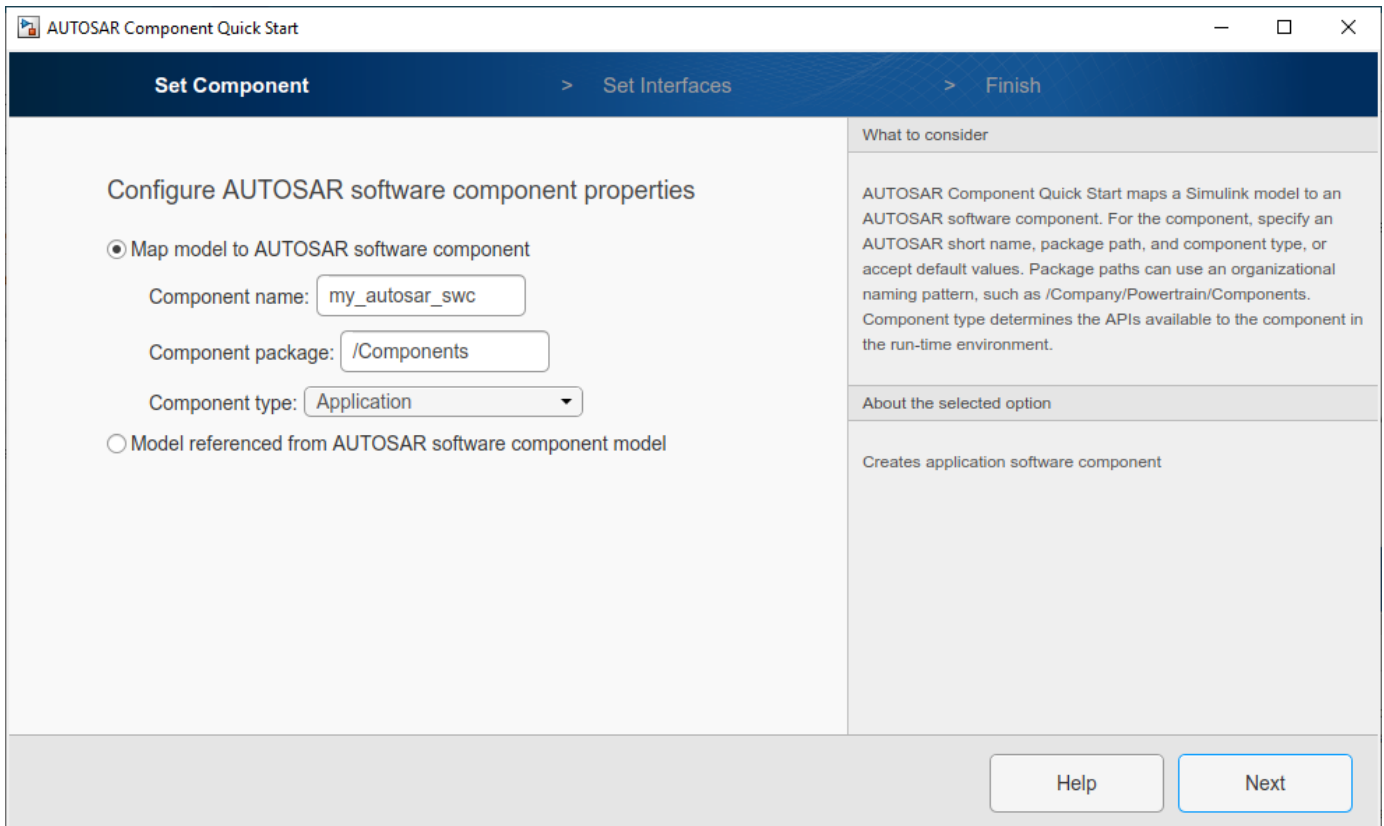 AUTOSAR Component Quick Start
Set Component > Set Interfaces > Finish
Configure AUTOSAR software component properties
Map model to AUTOSAR software component
Component name: my_autosar_swc
Component package: /Components
Component type: Application
Model referenced from AUTOSAR software component model
What to consider
AUTOSAR Component Quick Start maps a Simulink model to an
AUTOSAR software component. For the component, specify an
AUTOSAR short name, package path, and component type, or
accept default values. Package paths can use an organizational
naming pattern, such as /Company/Powertrain/Components.
Component type determines the APIs available to the component in
the run-time environment.
About the selected option
Creates application software component
Help
Next